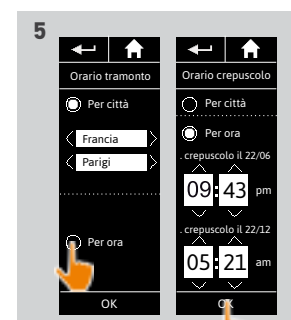 5
Orario tramonto
Per città
Francia
Parigi
Per ora
OK
Orario crepuscolo
Per città
Per ora
. crepuscolo il 22/06
09:43 pm
. crepuscolo il 22/12
05:21 am
OK